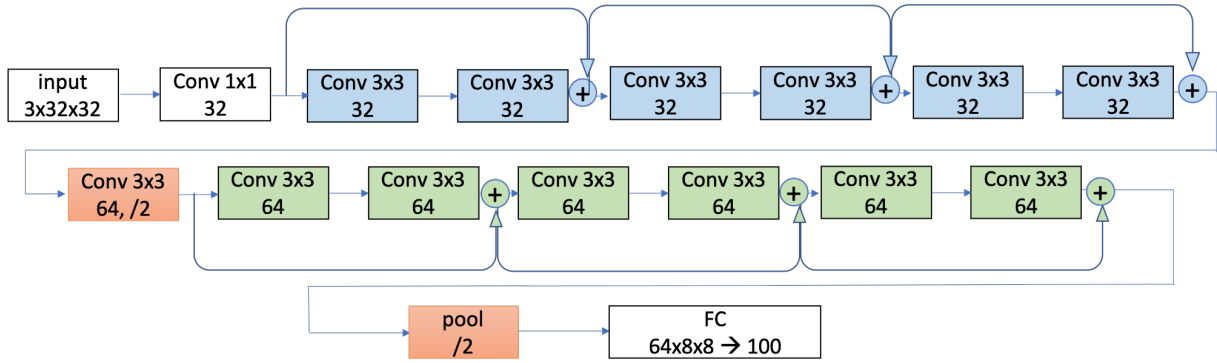 input
3x32x32
Conv 1x1
32
Conv 3x3
32
Conv 3x3
32
+
Conv 3x3
32
Conv 3x3
32
+
Conv 3x3
32
Conv 3x3
32
+
Conv 3x3
64, /2
Conv 3x3
64
Conv 3x3
64
+
Conv 3x3
64
Conv 3x3
64
+
Conv 3x3
64
Conv 3x3
64
+
pool
/2
FC
64x8x8 → 100